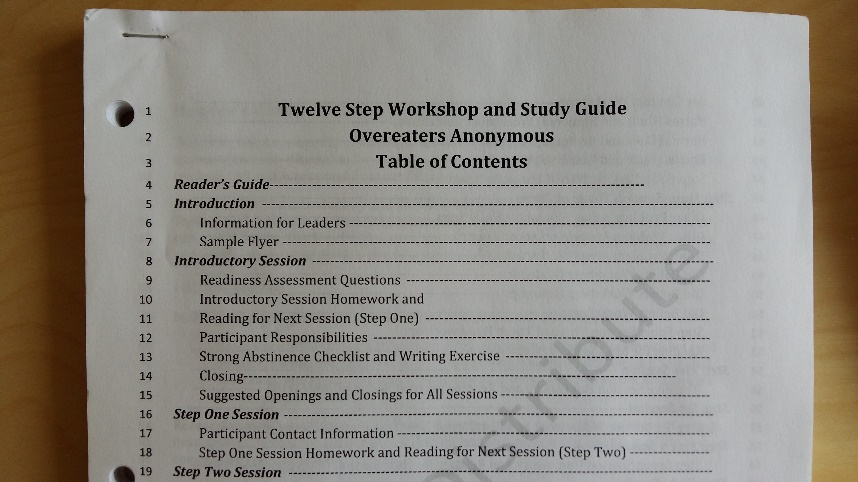 1 Twelve Step Workshop and Study Guide
2 Overeaters Anonymous
3 Table of Contents
4 Reader's Guide------------------------------------------------------------------------------
5 Introduction ----------------------------------------------------------------------------------------------
6 Information for Leaders ---------------------------------------------------------------------------
7 Sample Flyer -----------------------------------------------------------------------------------------
8 Introductory Session -----------------------------------------------------------------------------------
9 Readiness Assessment Questions ---------------------------------------------------------------
10 Introductory Session Homework and
11 Reading for Next Session (Step One) -----------------------------------------------------------
12 Participant Responsibilities ----------------------------------------------------------------------
13 Strong Abstinence Checklist and Writing Exercise -------------------------------------------
14 Closing-------------------------------------------------------------------------------------------------
15 Suggested Openings and Closings for All Sessions -------------------------------------------
16 Step One Session -----------------------------------------------------------------------------------------
17 Participant Contact Information -----------------------------------------------------------------
18 Step One Session Homework and Reading for Next Session (Step Two) -----------------
19 Step Two Session ----------------------------------------------------------------------------------------